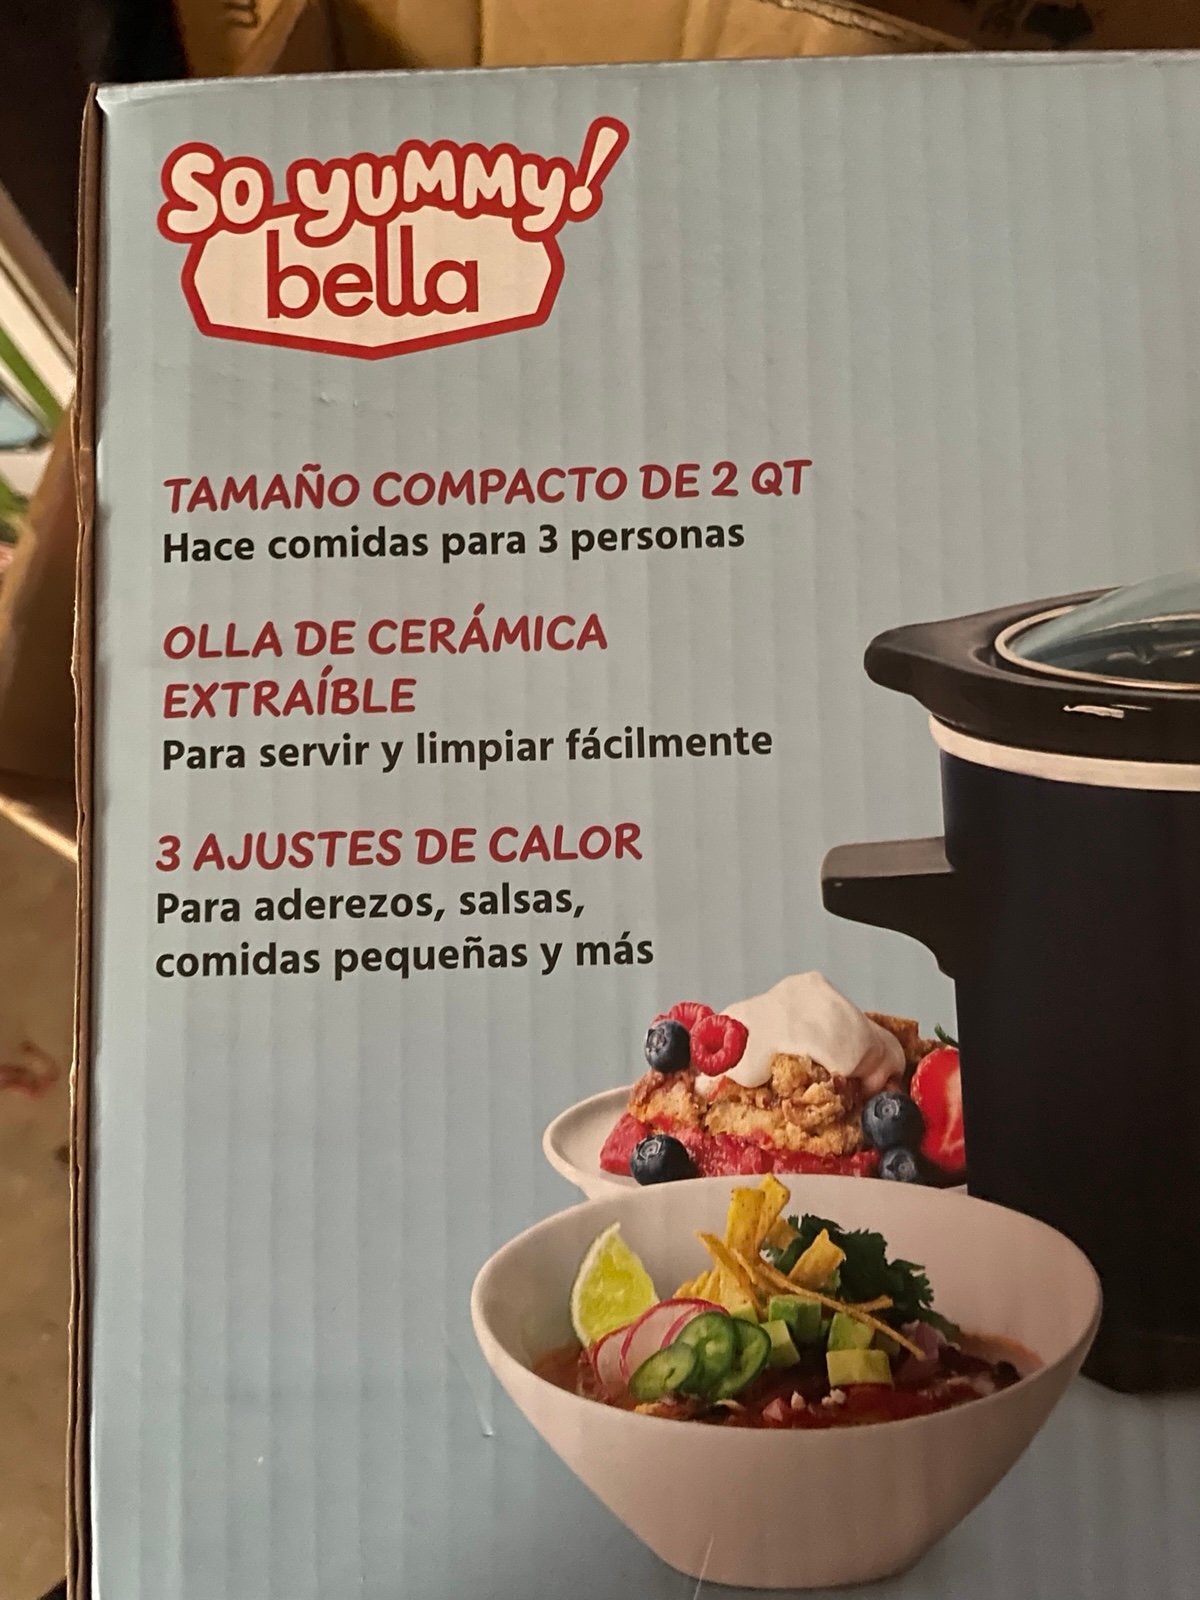 So yummy!
bella
TAMAÑO COMPACTO DE 2 QT
Hace comidas para 3 personas
OLLA DE CERÁMICA
EXTRAÍBLE
Para servir y limpiar fácilmente
3 AJUSTES DE CALOR
Para aderezos, salsas,
comidas pequeñas y más